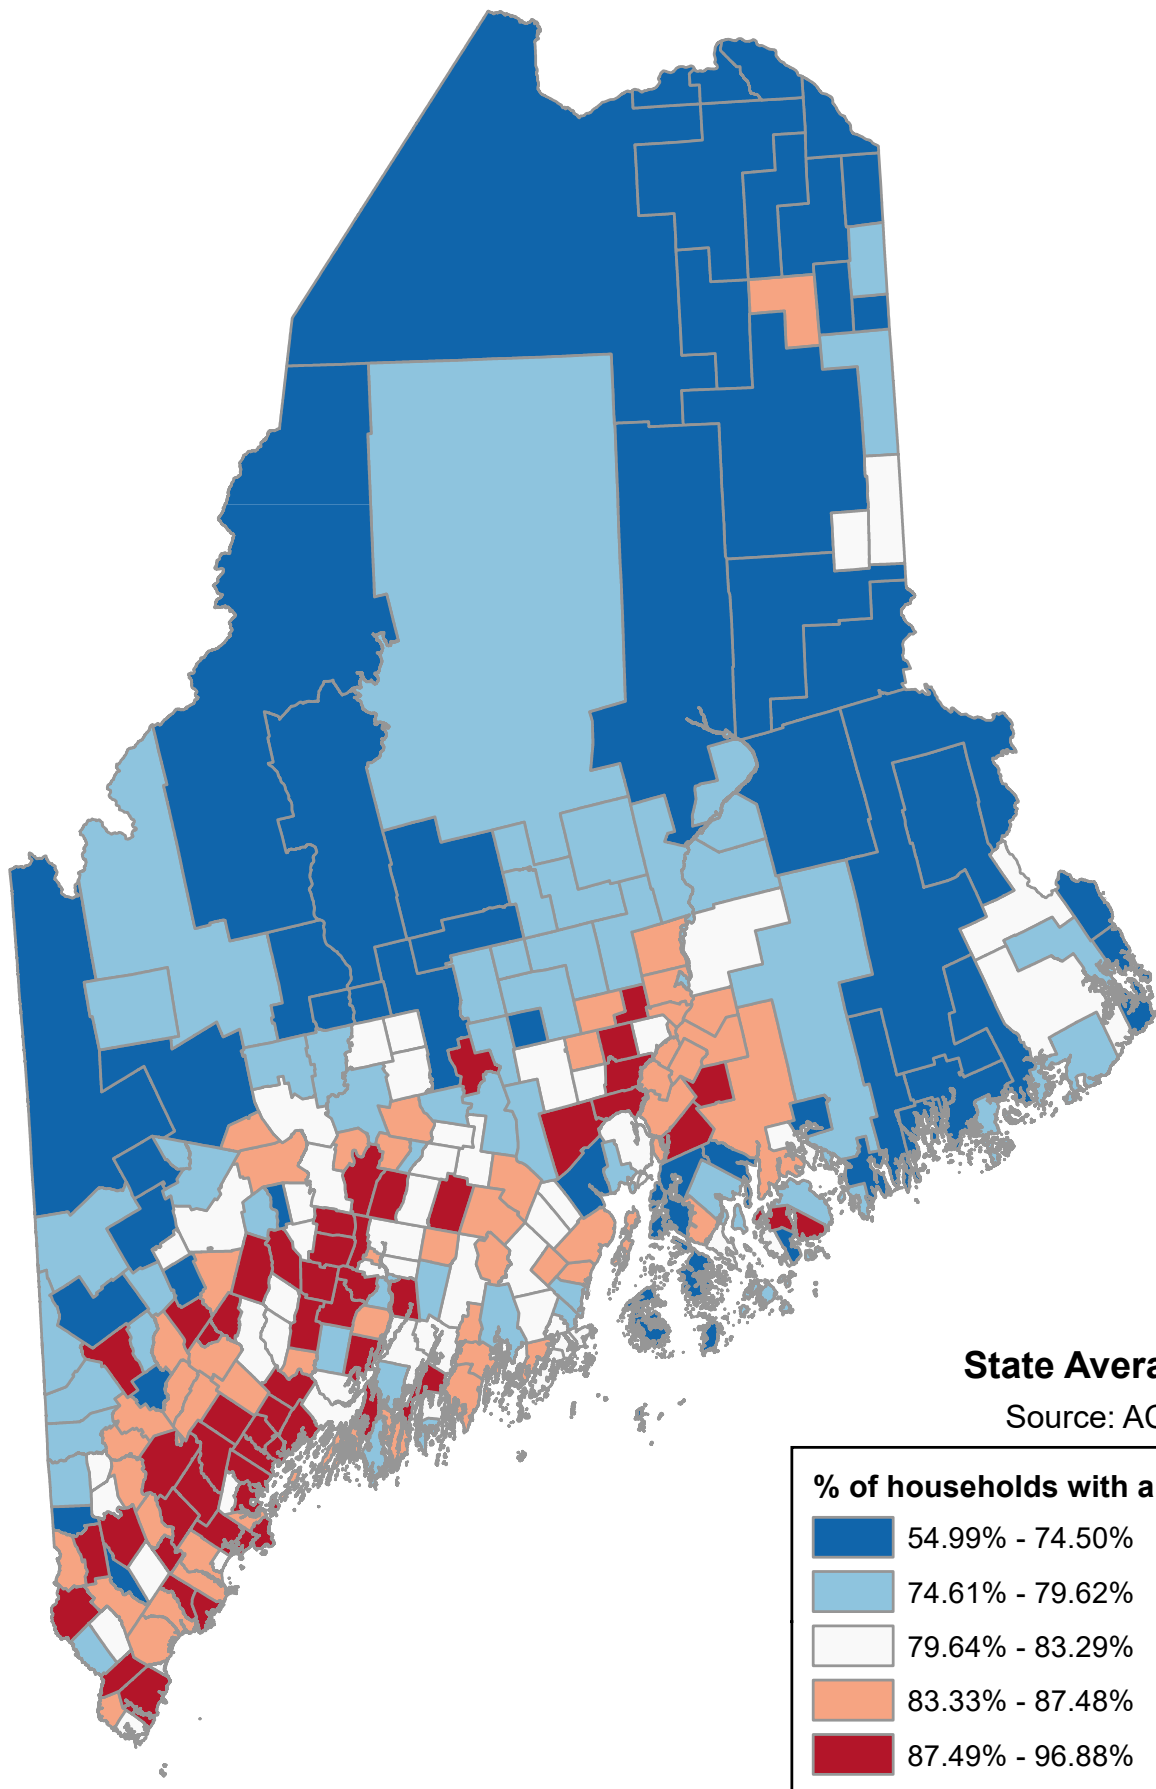 State Avera
Source: AC
% of households with a
54.99% - 74.50%
74.61% - 79.62%
79.64% - 83.29%
83.33% - 87.48%
87.49% - 96.88%